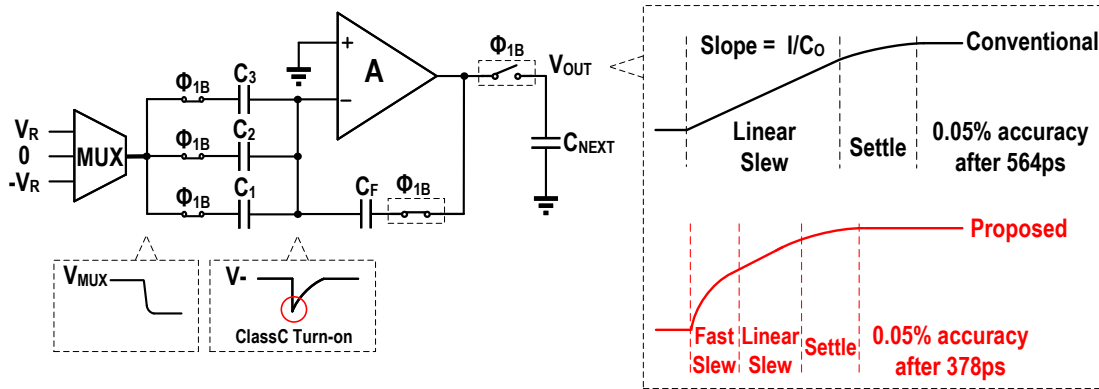 VR
0
-VR
MUX
Φ1B
C3
Φ1B
C2
Φ1B
C1
+
A
−
CF
Φ1B
Φ1B
VOUT
CNEXT
VMUX
V-
ClassC Turn-on
Slope = I/CO
Conventional
Linear
Slew
Settle
0.05% accuracy
after 564ps
Proposed
Fast
Slew
Linear
Slew
Settle
0.05% accuracy
after 378ps